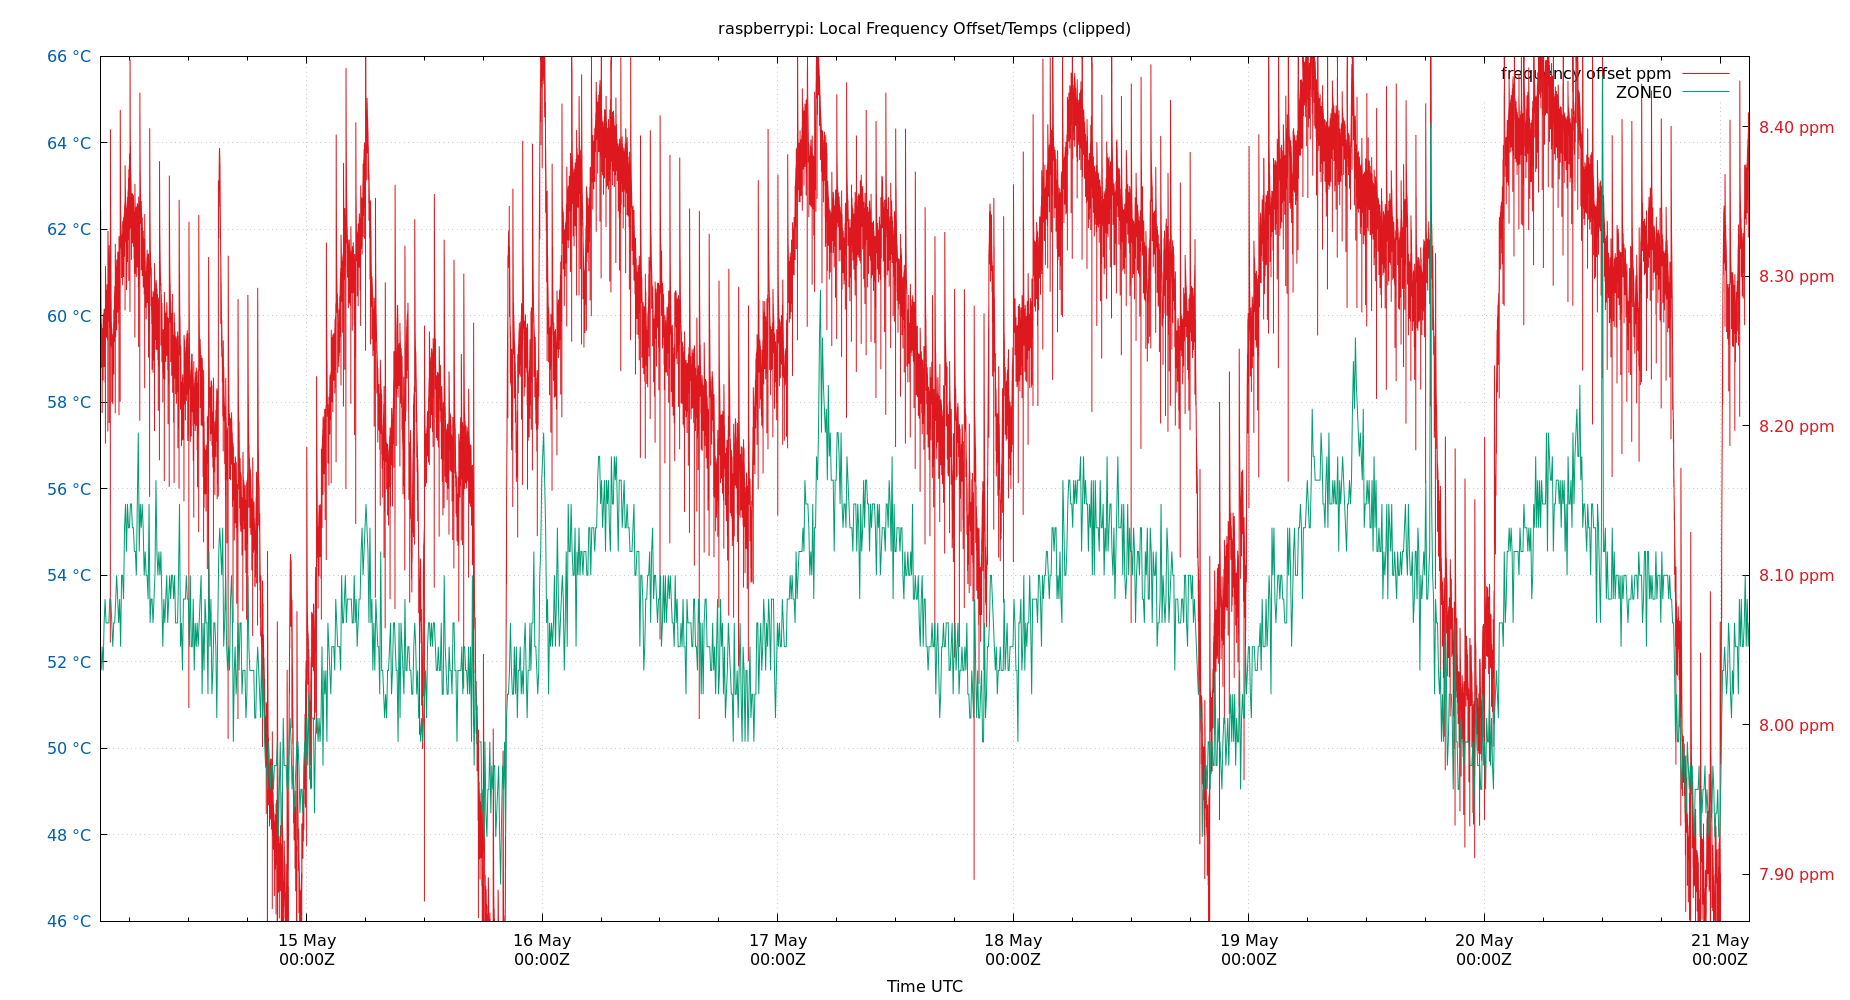 raspberrypi: Local Frequency Offset/Temps (clipped)
66 °C
frequency offset ppm
ZONE0
8.40 ppm
64 °C
62 °C
8.30 ppm
60 °C
58 °C
8.20 ppm
56 °C
54 °C
8.10 ppm
52 °C
50 °C
8.00 ppm
48 °C
7.90 ppm
46 °C
15 May 16 May 17 May 18 May 19 May 20 May 21 May
00:00Z 00:00Z 00:00Z 00:00Z 00:00Z 00:00Z 00:00Z
Time UTC